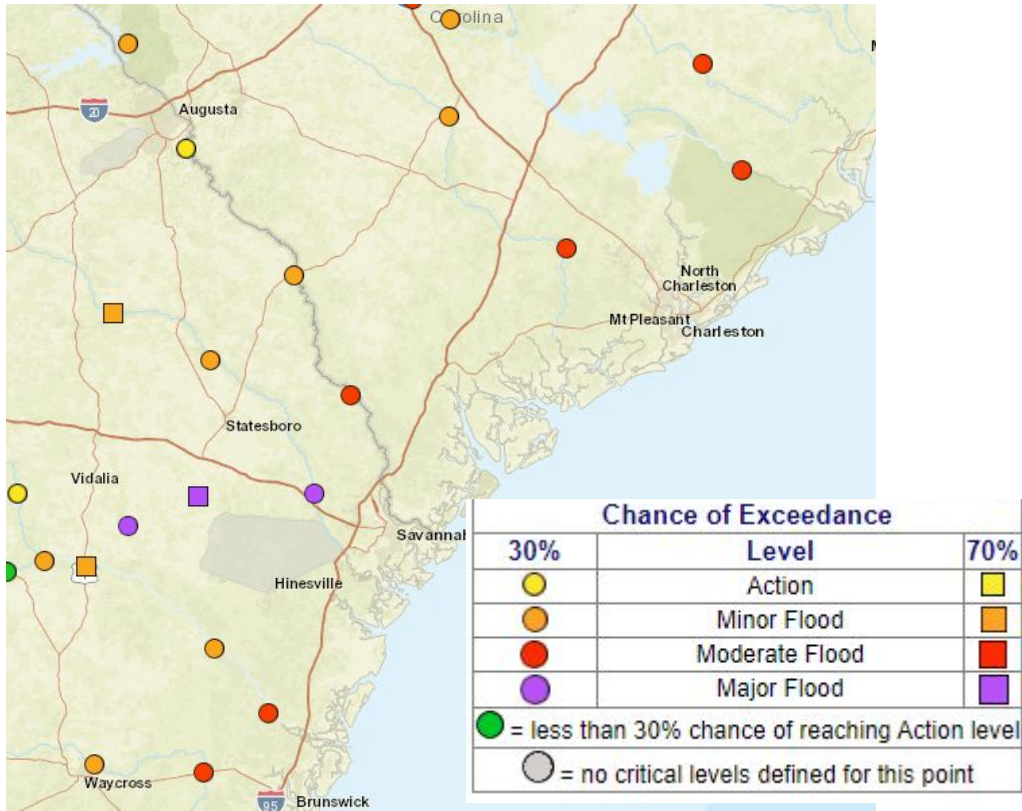 Carolina
20
Augusta
North
Charleston
Mt Pleasant
Charleston
Statesboro
Vidalia
Savannah
Hinesville
Waycross
95
Brunswick
Chance of Exceedance
30% Level 70%
Action
Minor Flood
Moderate Flood
Major Flood
= less than 30% chance of reaching Action level
= no critical levels defined for this point